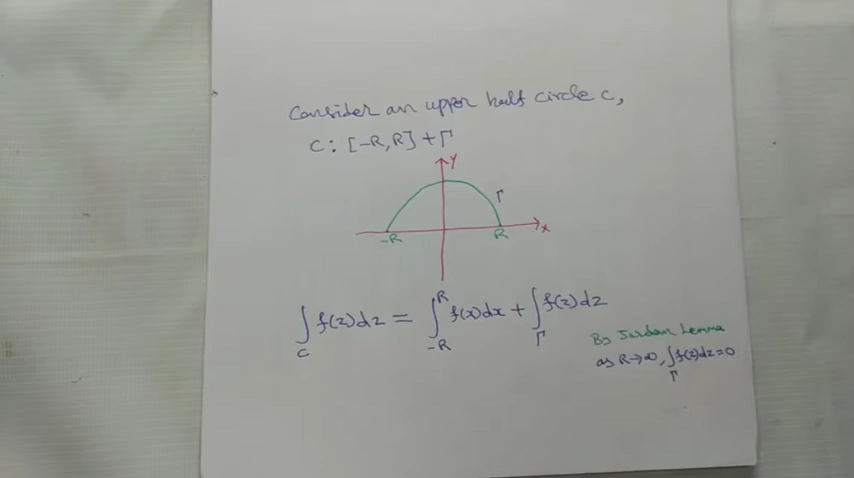 Consider an upper half circle C,
C: [-R, R] + Γ
Y
Γ
-R R X
∫_C f(z)dz = ∫_{-R}^{R} f(x)dx + ∫_Γ f(z)dz
By Jordan Lemma
as R→∞, ∫_Γ f(z)dz=0